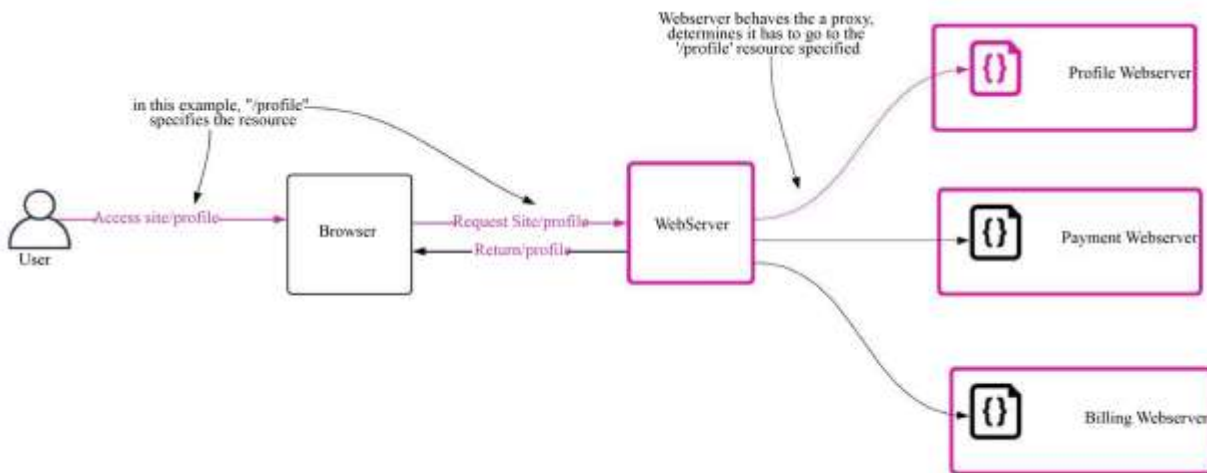 Webserver behaves the a proxy,
determines it has to go to the
'/profile' resource specified
Profile Webserver
in this example, "/profile"
specifies the resource
Access site/profile
Request Site/profile
WebServer
Browser
Return/profile
Payment Webserver
User
Billing Webserver